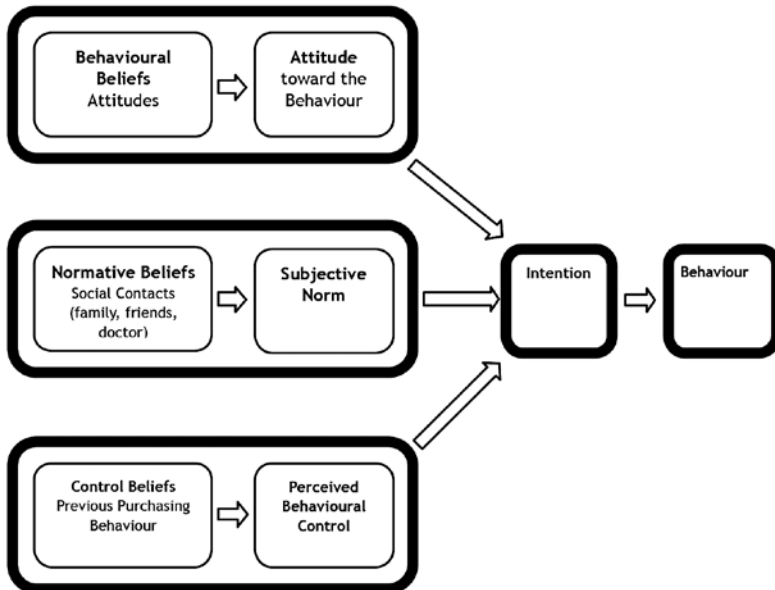 Behavioural
Beliefs
Attitudes
Attitude
toward the
Behaviour
Normative Beliefs
Social Contacts
(family, friends,
doctor)
Subjective
Norm
Intention
Behaviour
Control Beliefs
Previous Purchasing
Behaviour
Perceived
Behavioural
Control